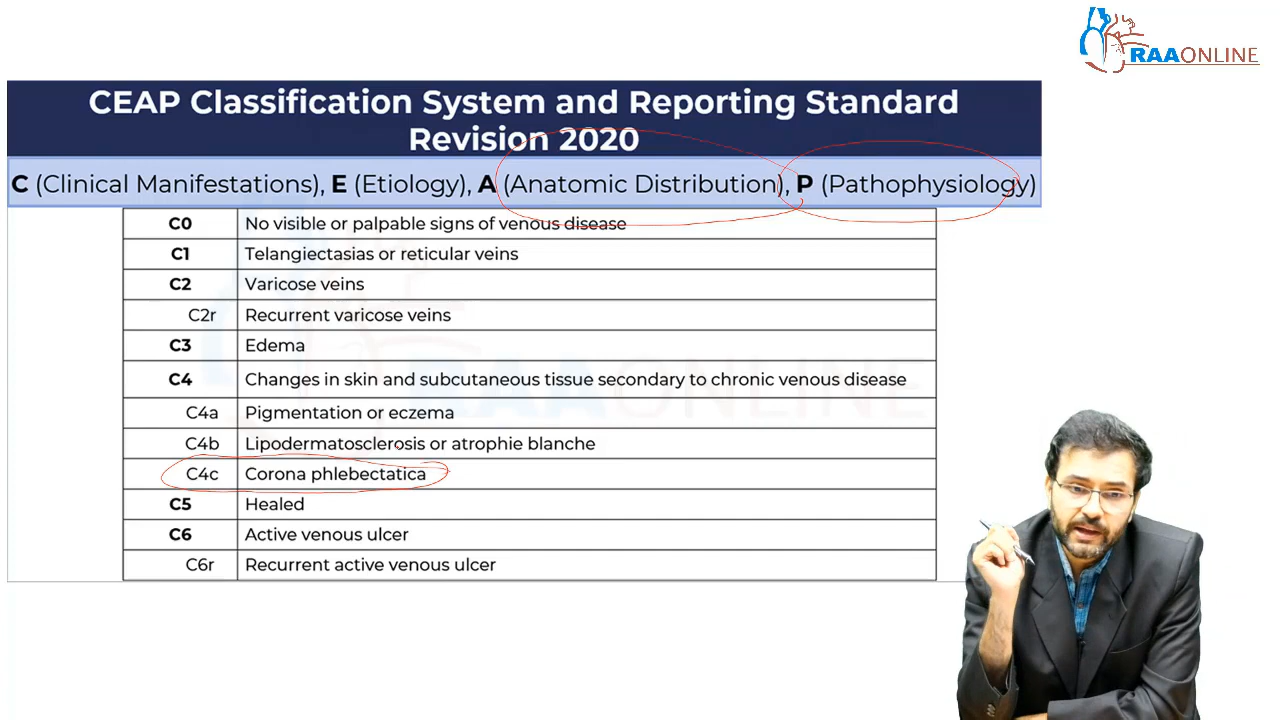 RAAONLINE
CEAP Classification System and Reporting Standard
Revision 2020
C (Clinical Manifestations), E (Etiology), A (Anatomic Distribution), P (Pathophysiology)
C0 No visible or palpable signs of venous disease
C1 Telangiectasias or reticular veins
C2 Varicose veins
C2r Recurrent varicose veins
C3 Edema
C4 Changes in skin and subcutaneous tissue secondary to chronic venous disease
C4a Pigmentation or eczema
C4b Lipodermatosclerosis or atrophie blanche
C4c Corona phlebectatica
C5 Healed
C6 Active venous ulcer
C6r Recurrent active venous ulcer
RAAONLINE